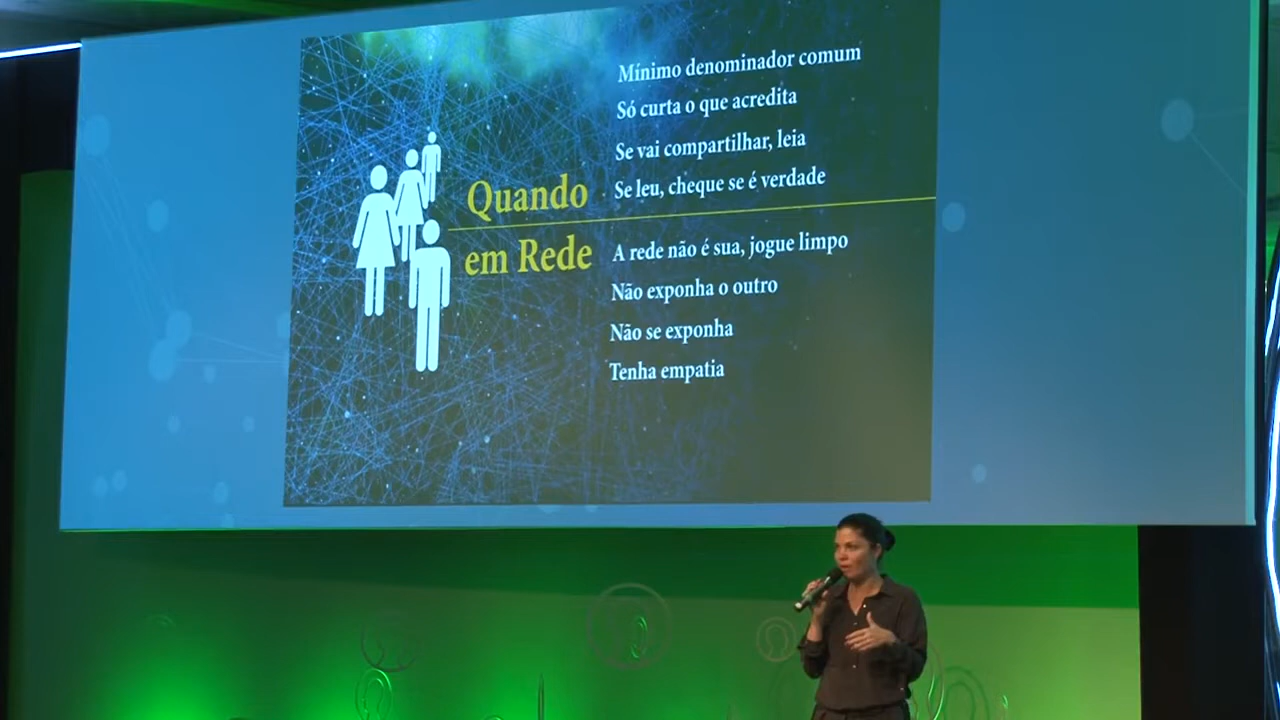 Quando
em Rede
Mínimo denominador comum
Só curta o que acredita
Se vai compartilhar, leia
Se leu, cheque se é verdade
A rede não é sua, jogue limpo
Não exponha o outro
Não se exponha
Tenha empatia